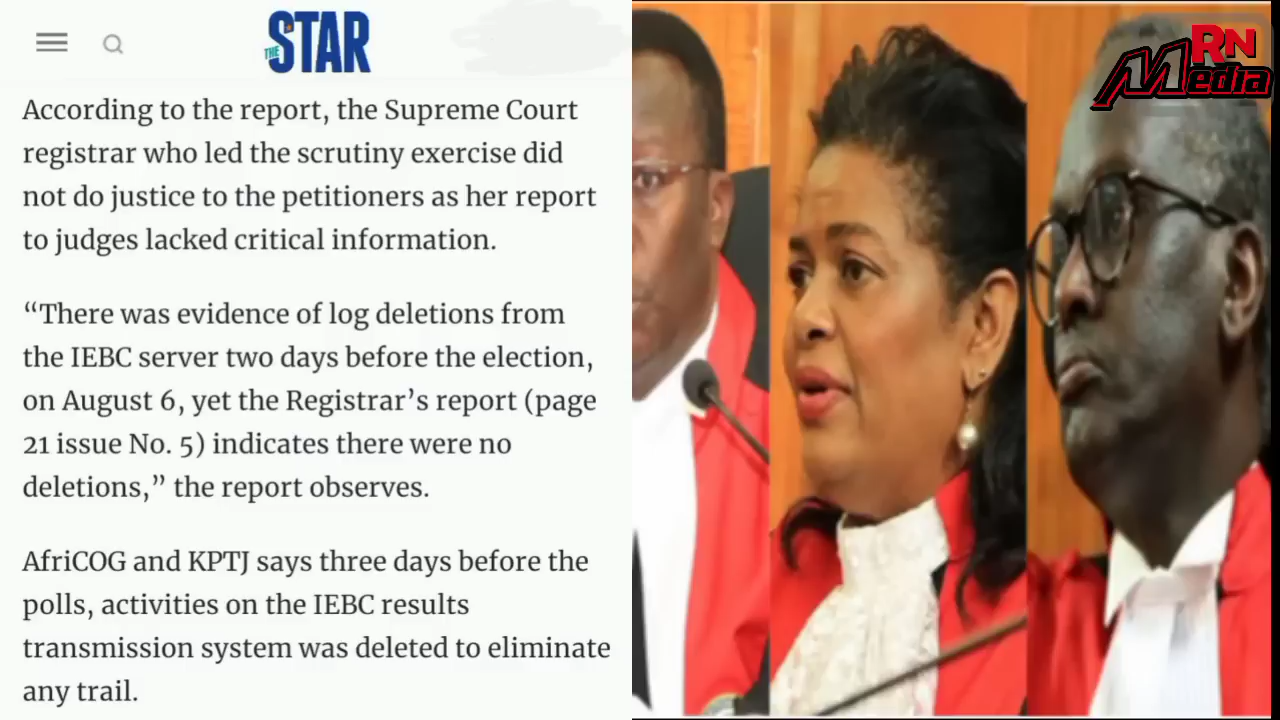 THE STAR
RN
Media
According to the report, the Supreme Court
registrar who led the scrutiny exercise did
not do justice to the petitioners as her report
to judges lacked critical information.
“There was evidence of log deletions from
the IEBC server two days before the election,
on August 6, yet the Registrar’s report (page
21 issue No. 5) indicates there were no
deletions,” the report observes.
AfriCOG and KPTJ says three days before the
polls, activities on the IEBC results
transmission system was deleted to eliminate
any trail.